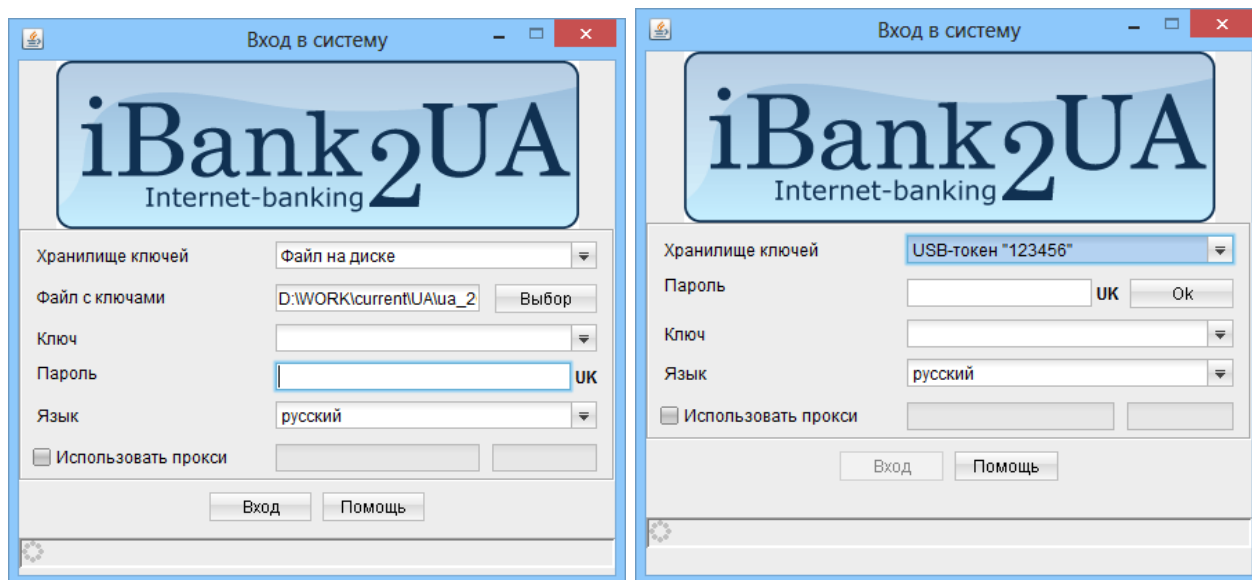 Вход в систему
iBank2UA
Internet-banking
Хранилище ключей Файл на диске
Файл с ключами D:\WORK\current\UA\ua_2 Выбор
Ключ
Пароль UK
Язык русский
Использовать прокси
Вход Помощь
Вход в систему
iBank2UA
Internet-banking
Хранилище ключей USB-токен "123456"
Пароль UK Ok
Ключ
Язык русский
Использовать прокси
Вход Помощь